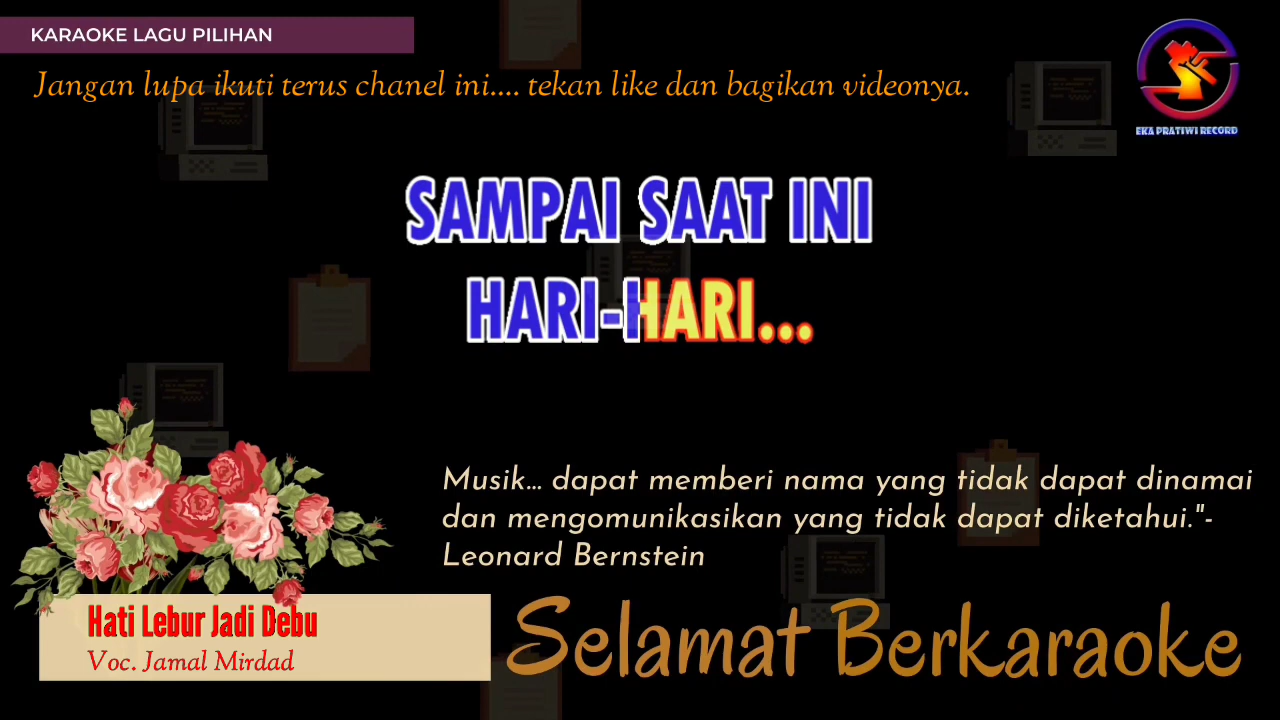 KARAOKE LAGU PILIHAN
Jangan lupa ikuti terus chanel ini.... tekan like dan bagikan videonya.
EKA PRATIWI RECORD
SAMPAI SAAT INI
HARI-HARI...
Musik... dapat memberi nama yang tidak dapat dinamai
dan mengomunikasikan yang tidak dapat diketahui."-
Leonard Bernstein
Hati Lebur Jadi Debu
Voc. Jamal Mirdad
Selamat Berkaraoke